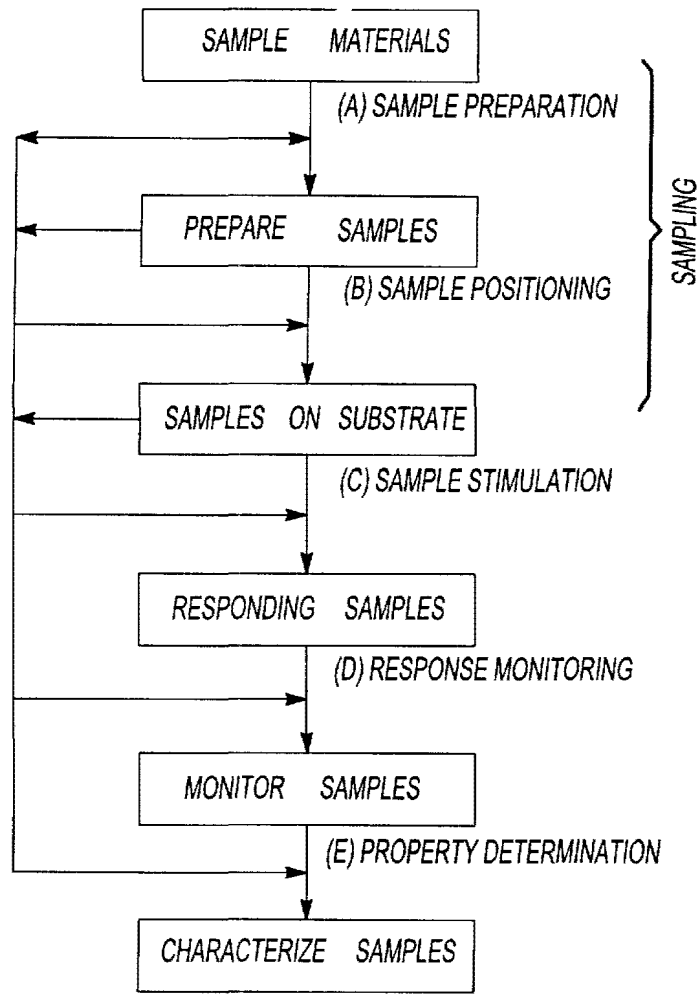 SAMPLE MATERIALS
(A) SAMPLE PREPARATION
PREPARE SAMPLES
(B) SAMPLE POSITIONING
SAMPLING
SAMPLES ON SUBSTRATE
(C) SAMPLE STIMULATION
RESPONDING SAMPLES
(D) RESPONSE MONITORING
MONITOR SAMPLES
(E) PROPERTY DETERMINATION
CHARACTERIZE SAMPLES